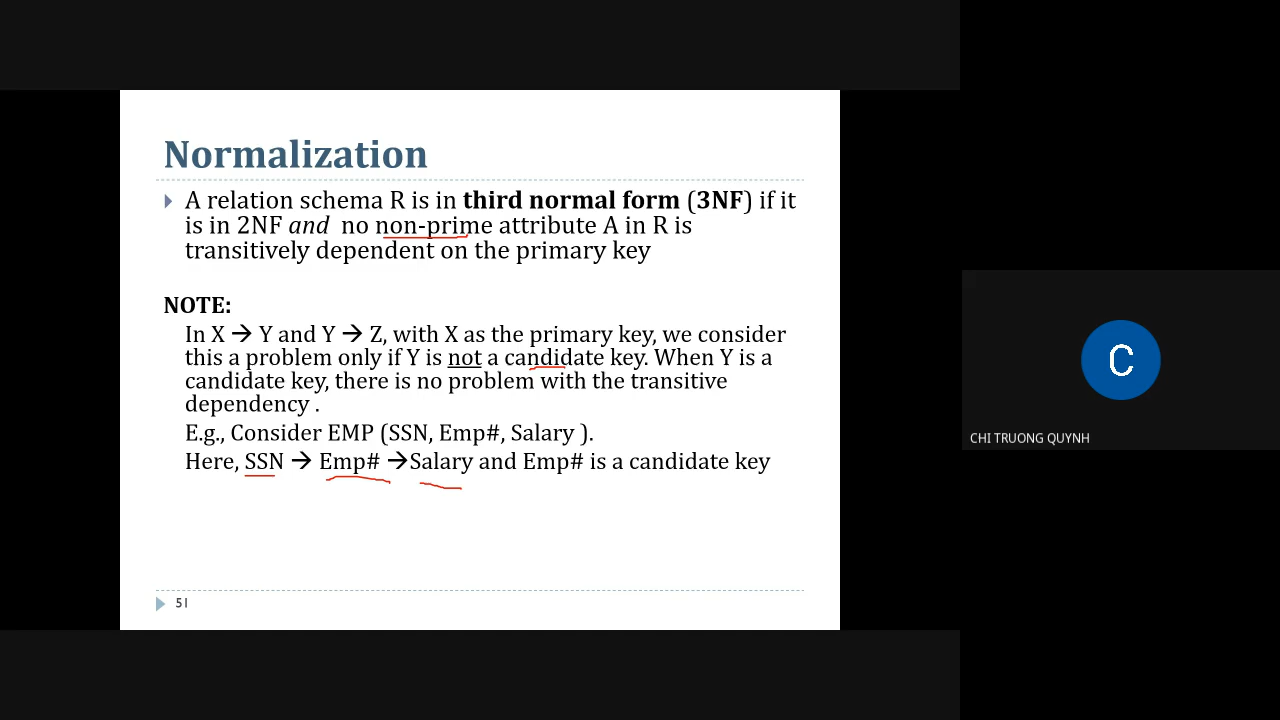 Normalization
A relation schema R is in third normal form (3NF) if it
is in 2NF and no non-prime attribute A in R is
transitively dependent on the primary key
NOTE:
In X → Y and Y → Z, with X as the primary key, we consider
this a problem only if Y is not a candidate key. When Y is a
candidate key, there is no problem with the transitive
dependency .
E.g., Consider EMP (SSN, Emp#, Salary ).
Here, SSN → Emp# →Salary and Emp# is a candidate key
51
C
CHI TRUONG QUYNH